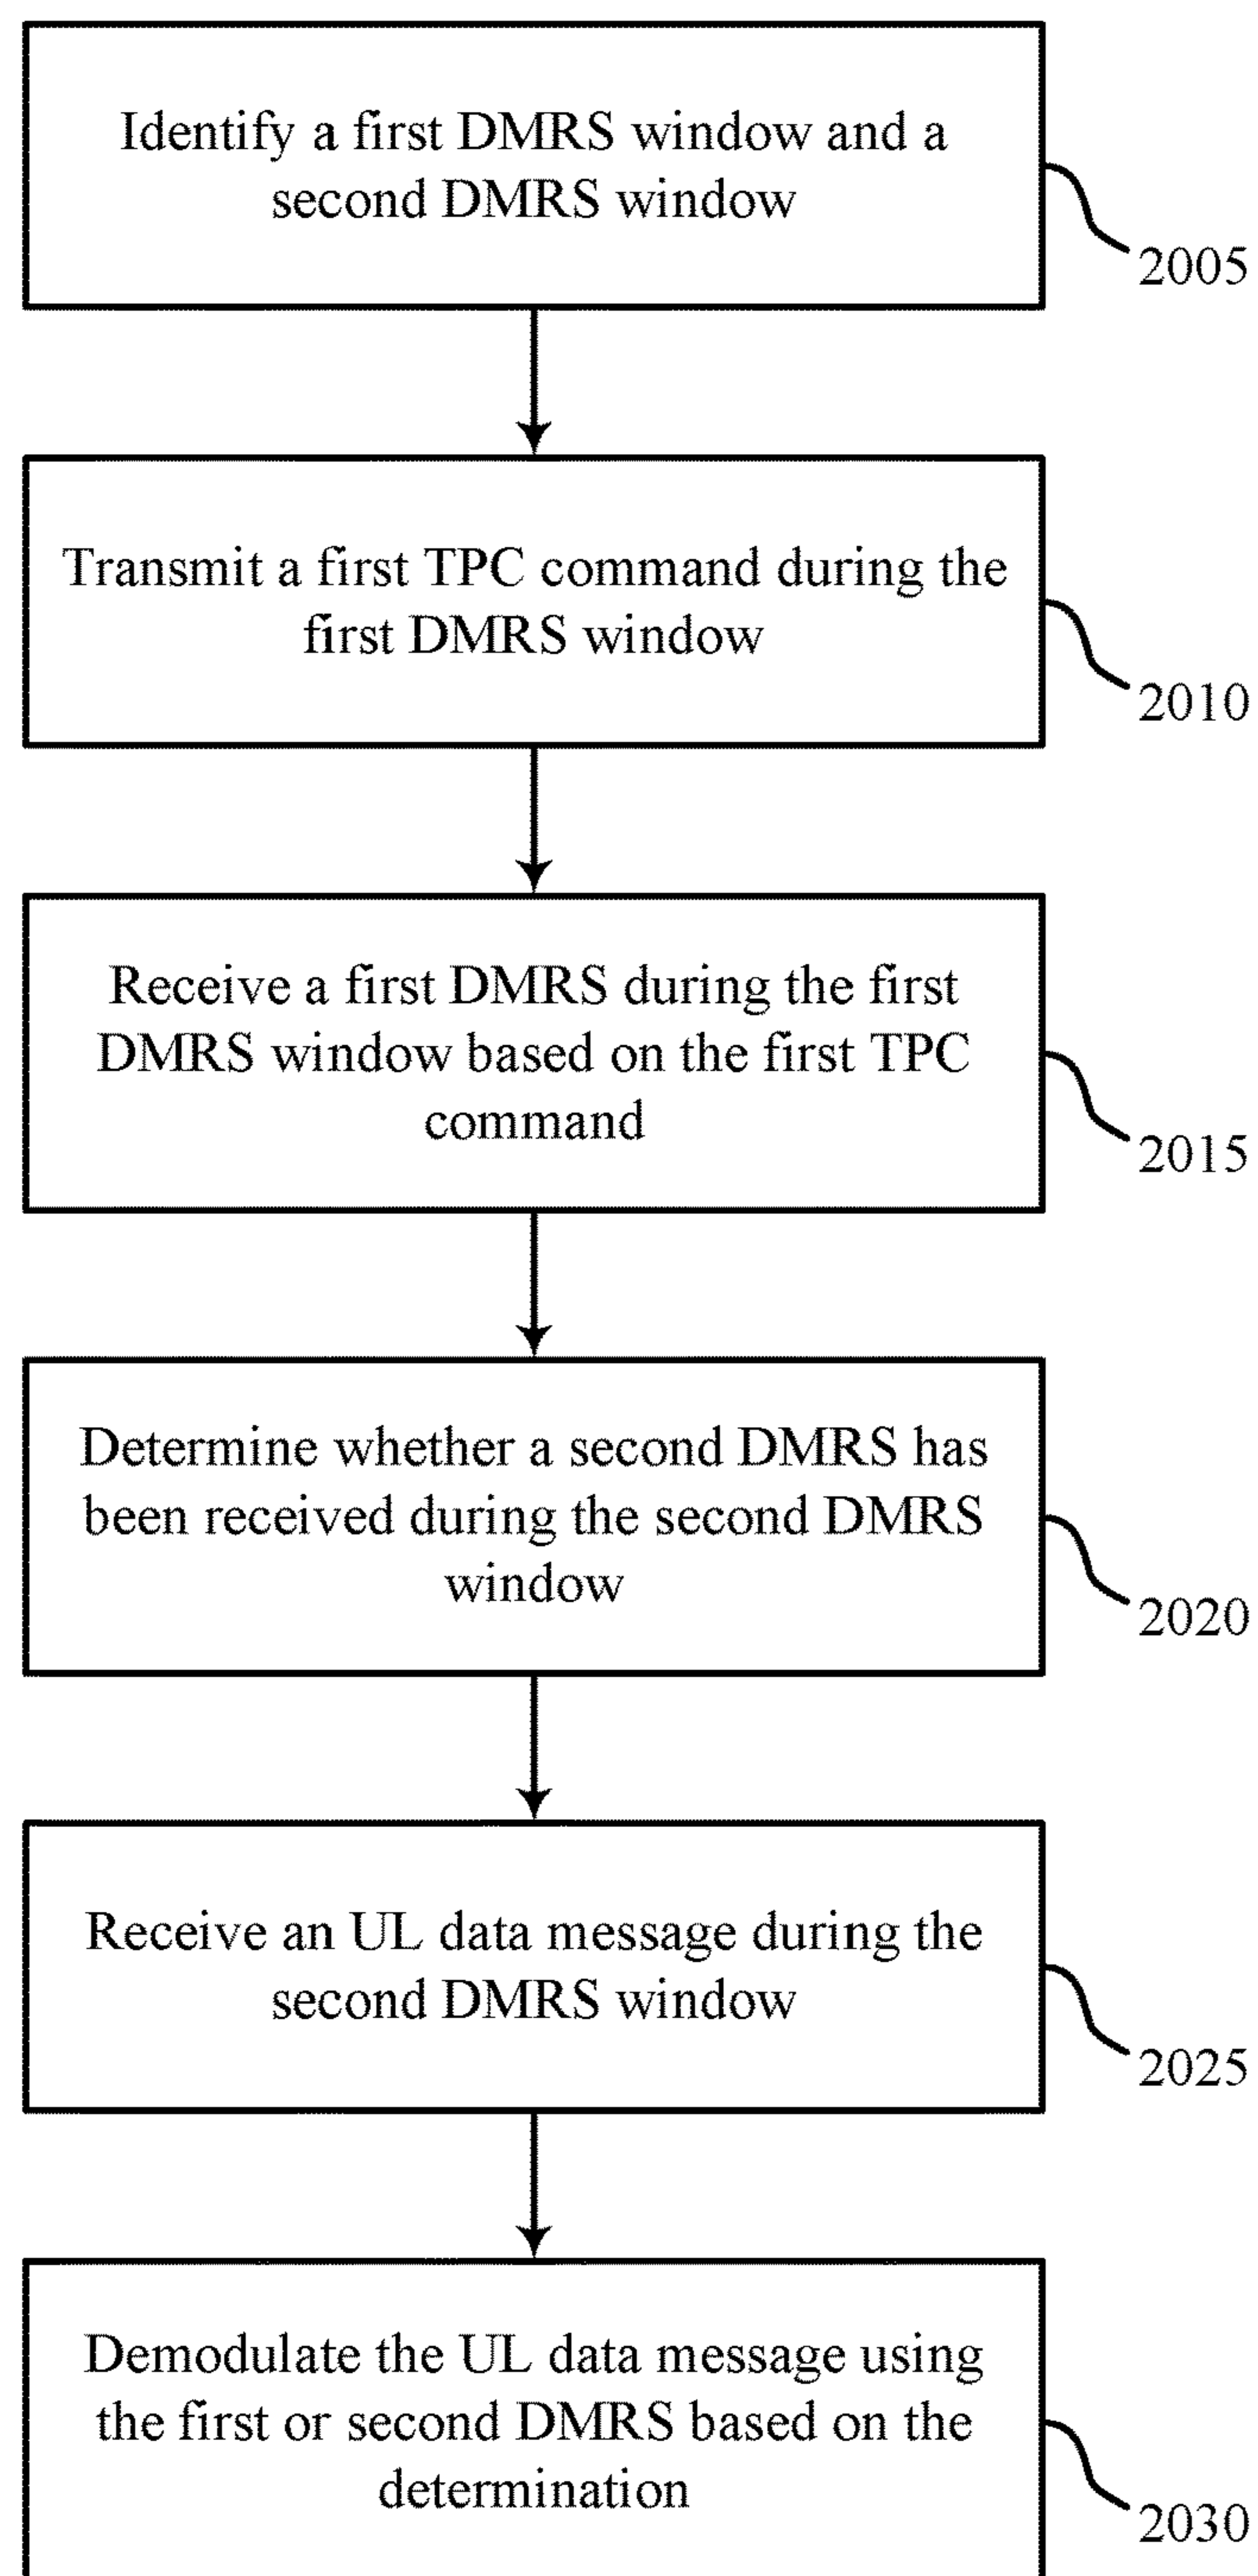 Identify a first DMRS window and a
second DMRS window
2005
Transmit a first TPC command during the
first DMRS window
2010
Receive a first DMRS during the first
DMRS window based on the first TPC
command
2015
Determine whether a second DMRS has
been received during the second DMRS
window
2020
Receive an UL data message during the
second DMRS window
2025
Demodulate the UL data message using
the first or second DMRS based on the
determination
2030